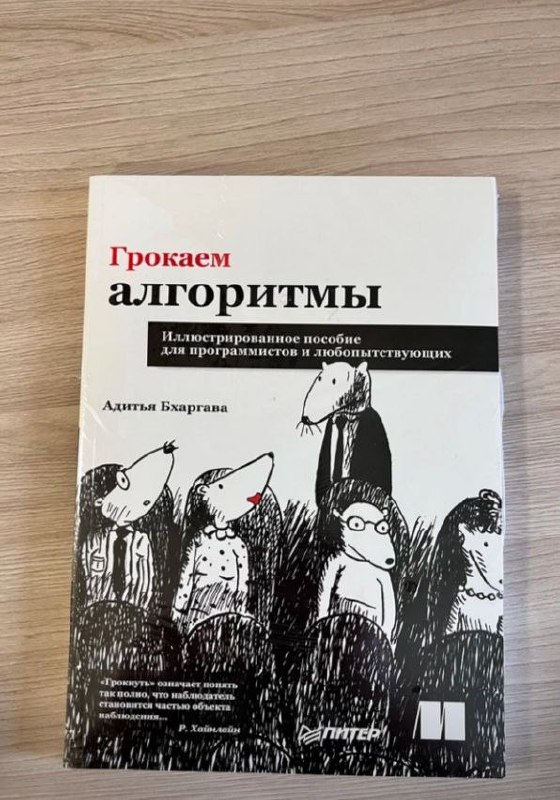 Грокаем
алгоритмы
Иллюстрированное пособие
для программистов и любопытствующих
Адитья Бхаргава
«Грокнуть» означает понять
так полно, что наблюдатель
становятся частью объекта
наблюдения...
Р. Хайнлайн
ПИТЕР